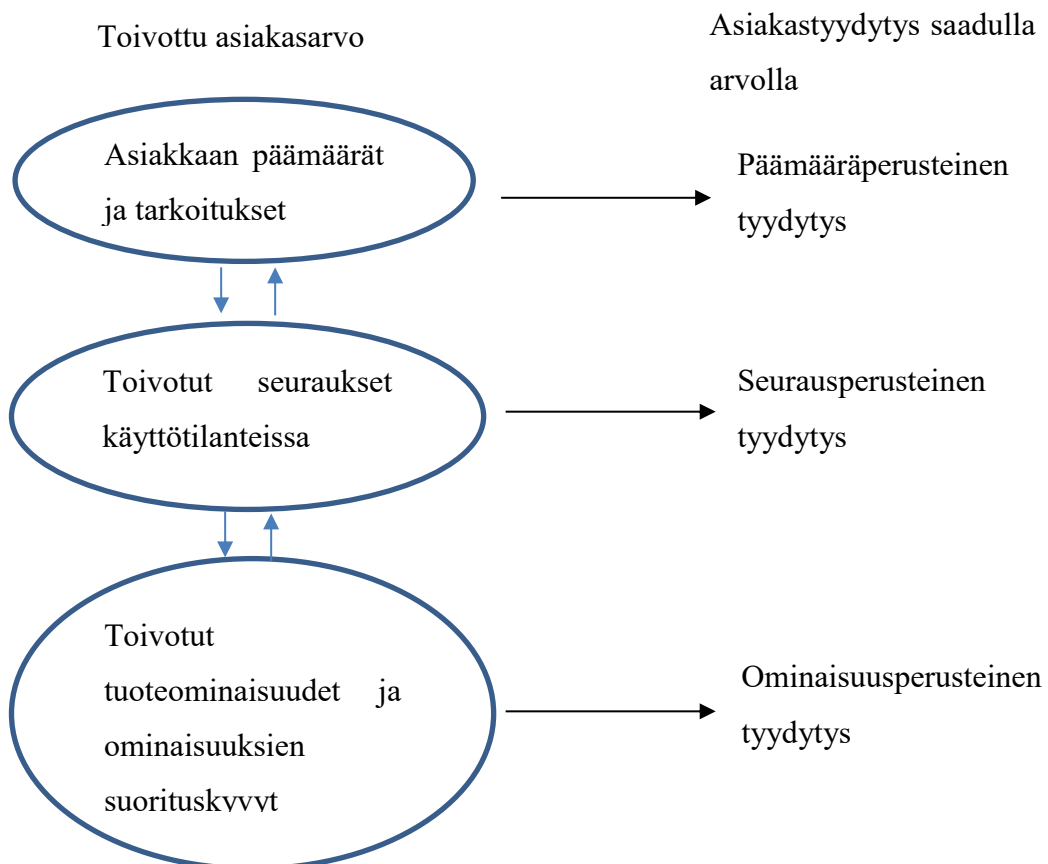 Toivottu asiakasarvo
Asiakastyydytys saadulla
arvolla
Asiakkaan päämäärät
ja tarkoitukset
Päämääräperusteinen
tyydytys
Toivotut seuraukset
käyttötilanteissa
Seurausperusteinen
tyydytys
Toivotut
tuoteominaisuudet ja
ominaisuuksien
suorituskyvyt
Ominaisuusperusteinen
tyydytys